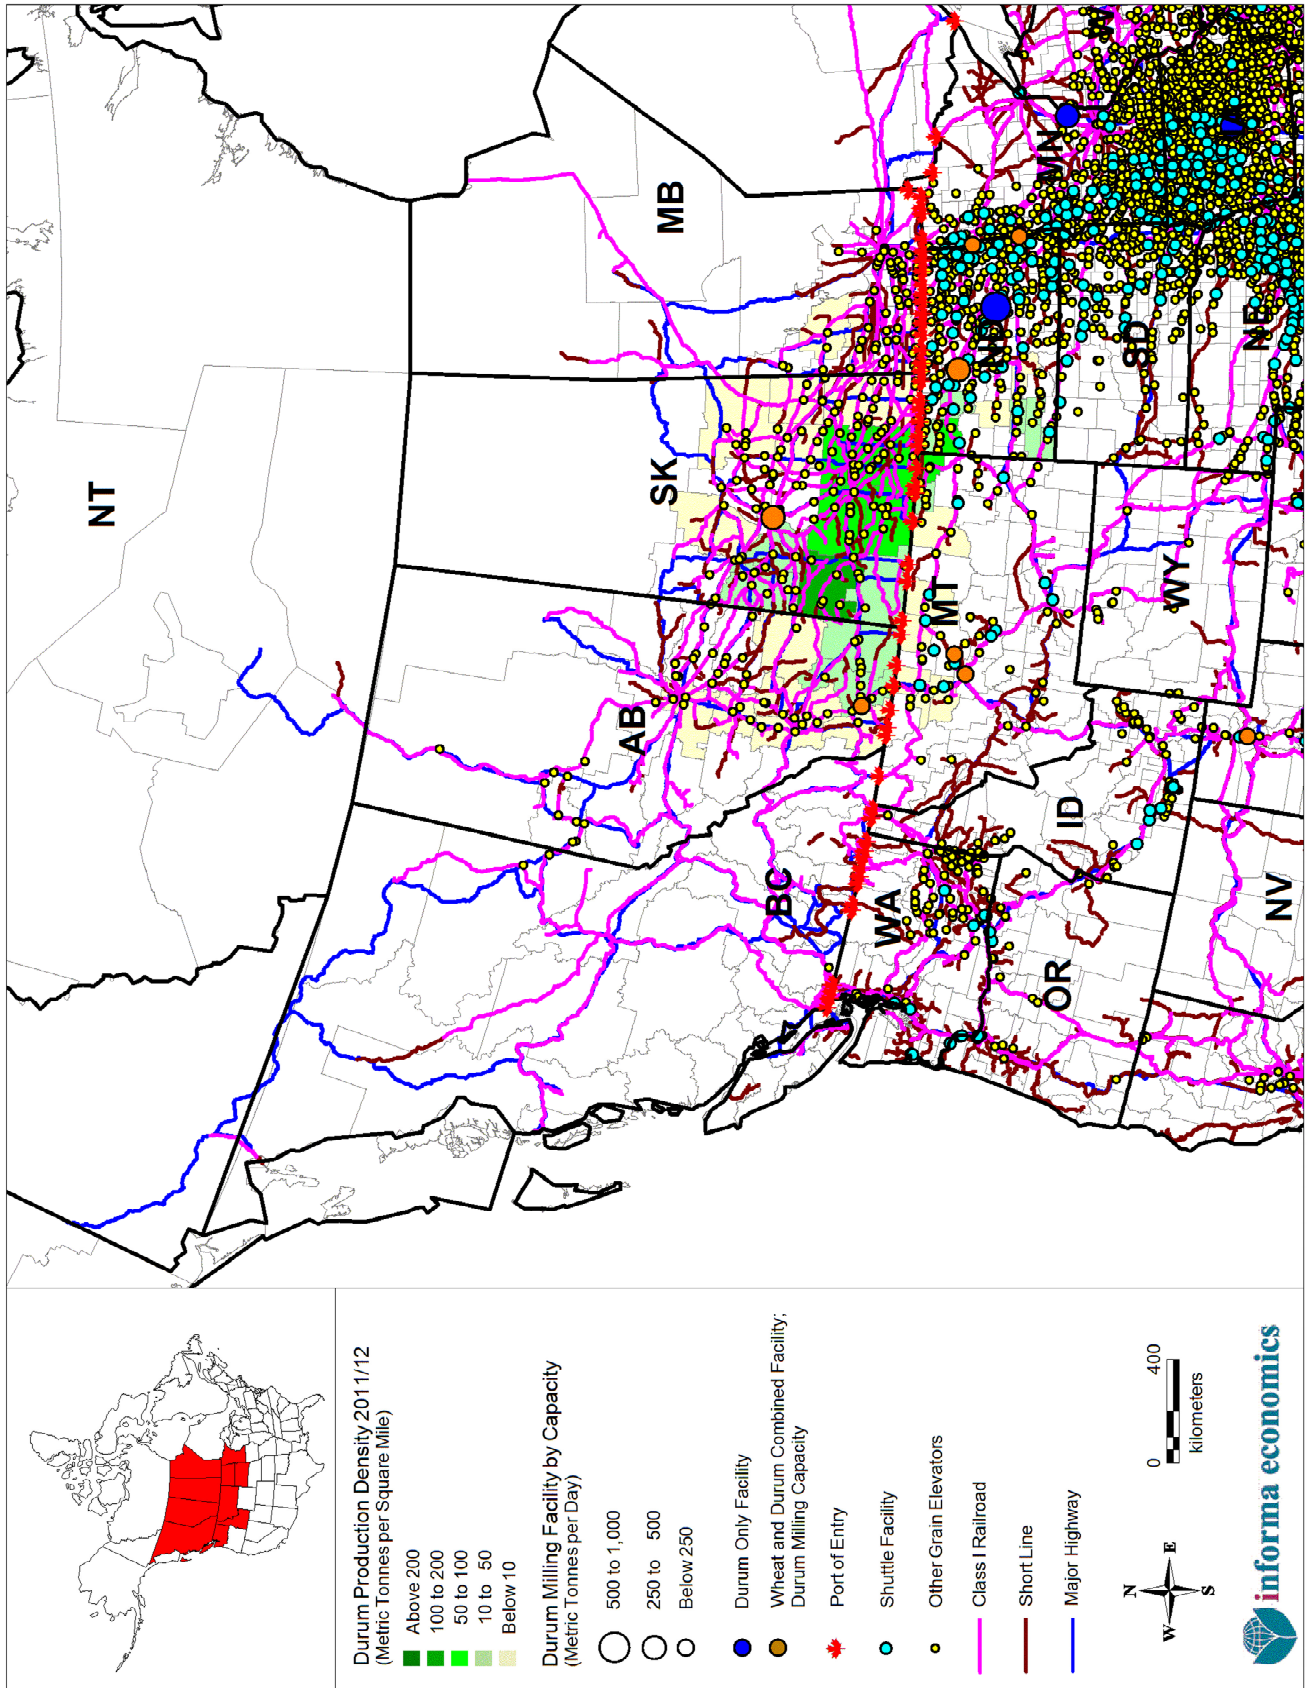 Durum Production Density 2011/12
(Metric Tonnes per Square Mile)
Above 200
100 to 200
50 to 100
10 to 50
Below 10
Durum Milling Facility by Capacity
(Metric Tonnes per Day)
500 to 1,000
250 to 500
Below 250
Durum Only Facility
Wheat and Durum Combined Facility;
Durum Milling Capacity
Port of Entry
Shuttle Facility
Other Grain Elevators
Class I Railroad
Short Line
Major Highway
N
W
E
S
0
400
kilometers
informa economics
NT
BC
AB
SK
MB
WA
OR
ID
MT
ND
MN
SD
WY
NE
NV
IA